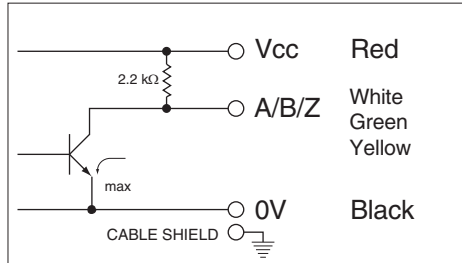 Vcc Red
2.2 kΩ
A/B/Z White
Green
Yellow
max
0V Black
CABLE SHIELD